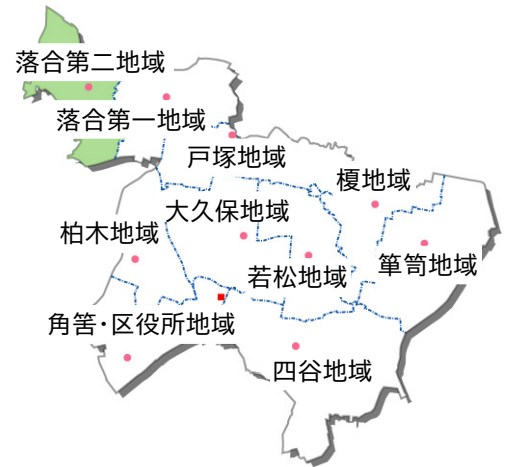 落合第二地域
落合第一地域
戸塚地域
榎地域
大久保地域
柏木地域
若松地域
箪笥地域
角筈・区役所地域
四谷地域